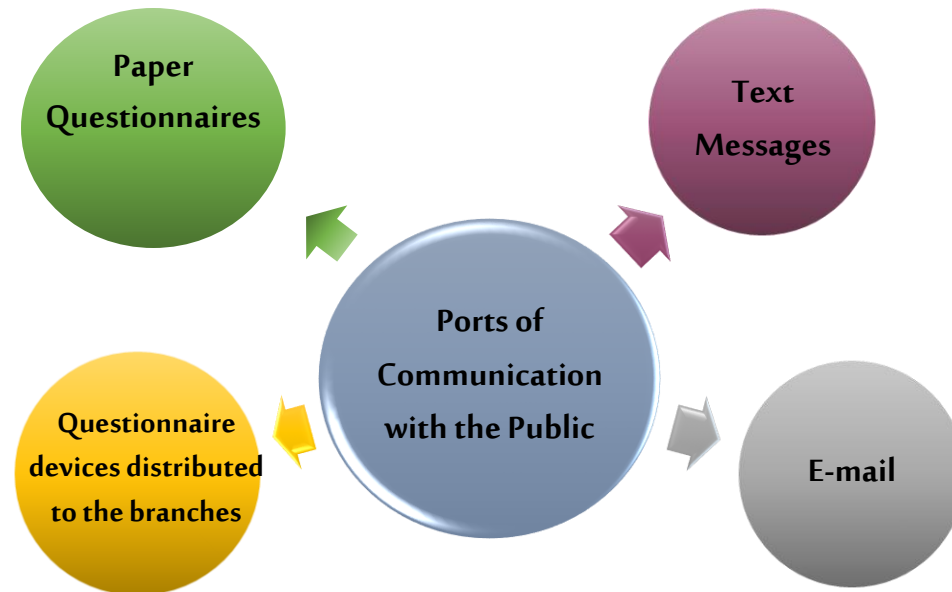 Paper
Questionnaires
Text
Messages
Ports of
Communication
with the Public
Questionnaire
devices distributed
to the branches
E-mail